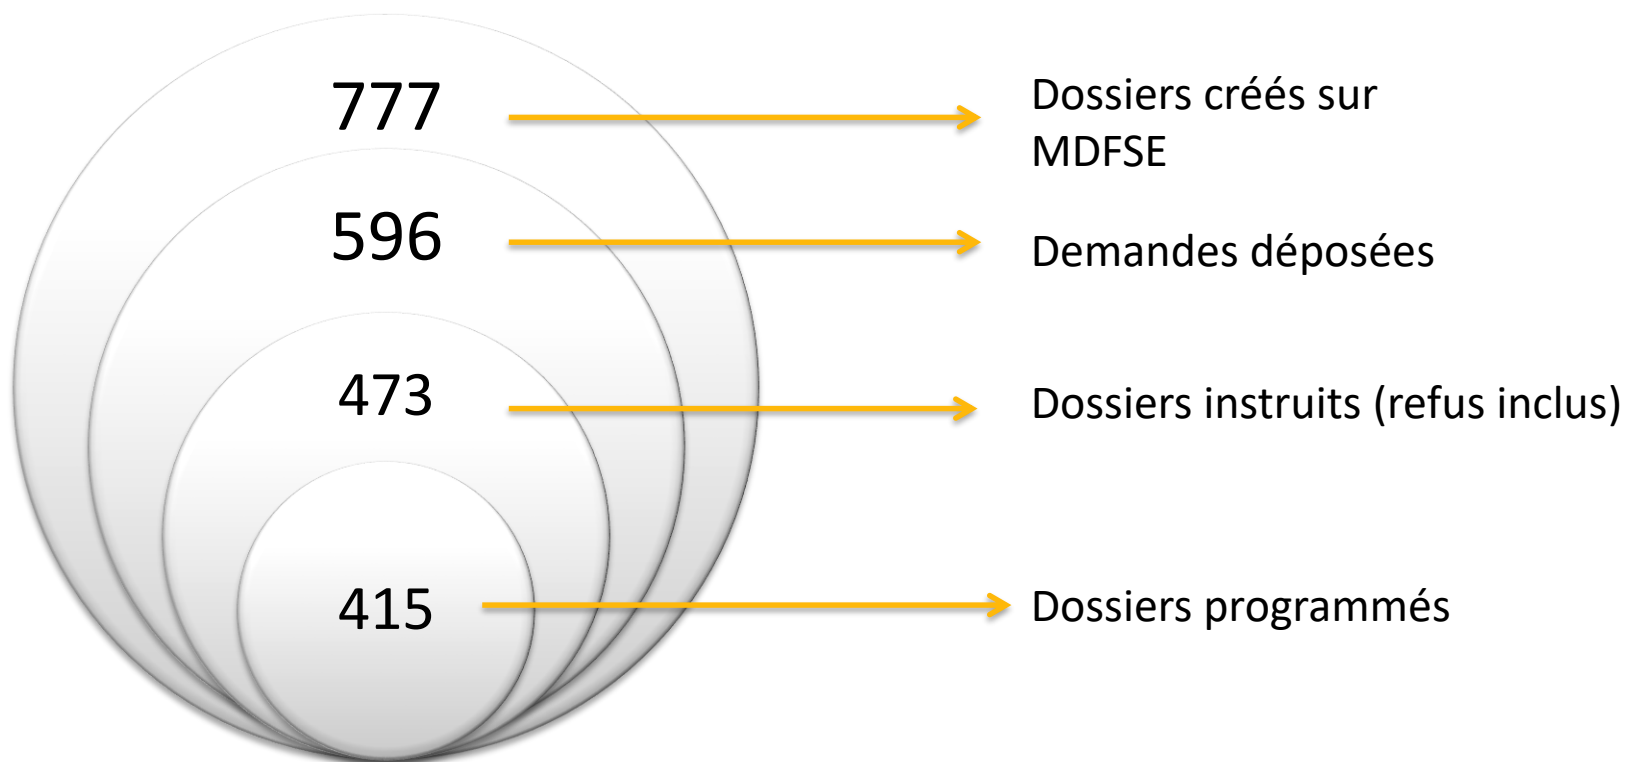 777
Dossiers créés sur
MDFSE
596
Demandes déposées
473
Dossiers instruits (refus inclus)
415
Dossiers programmés